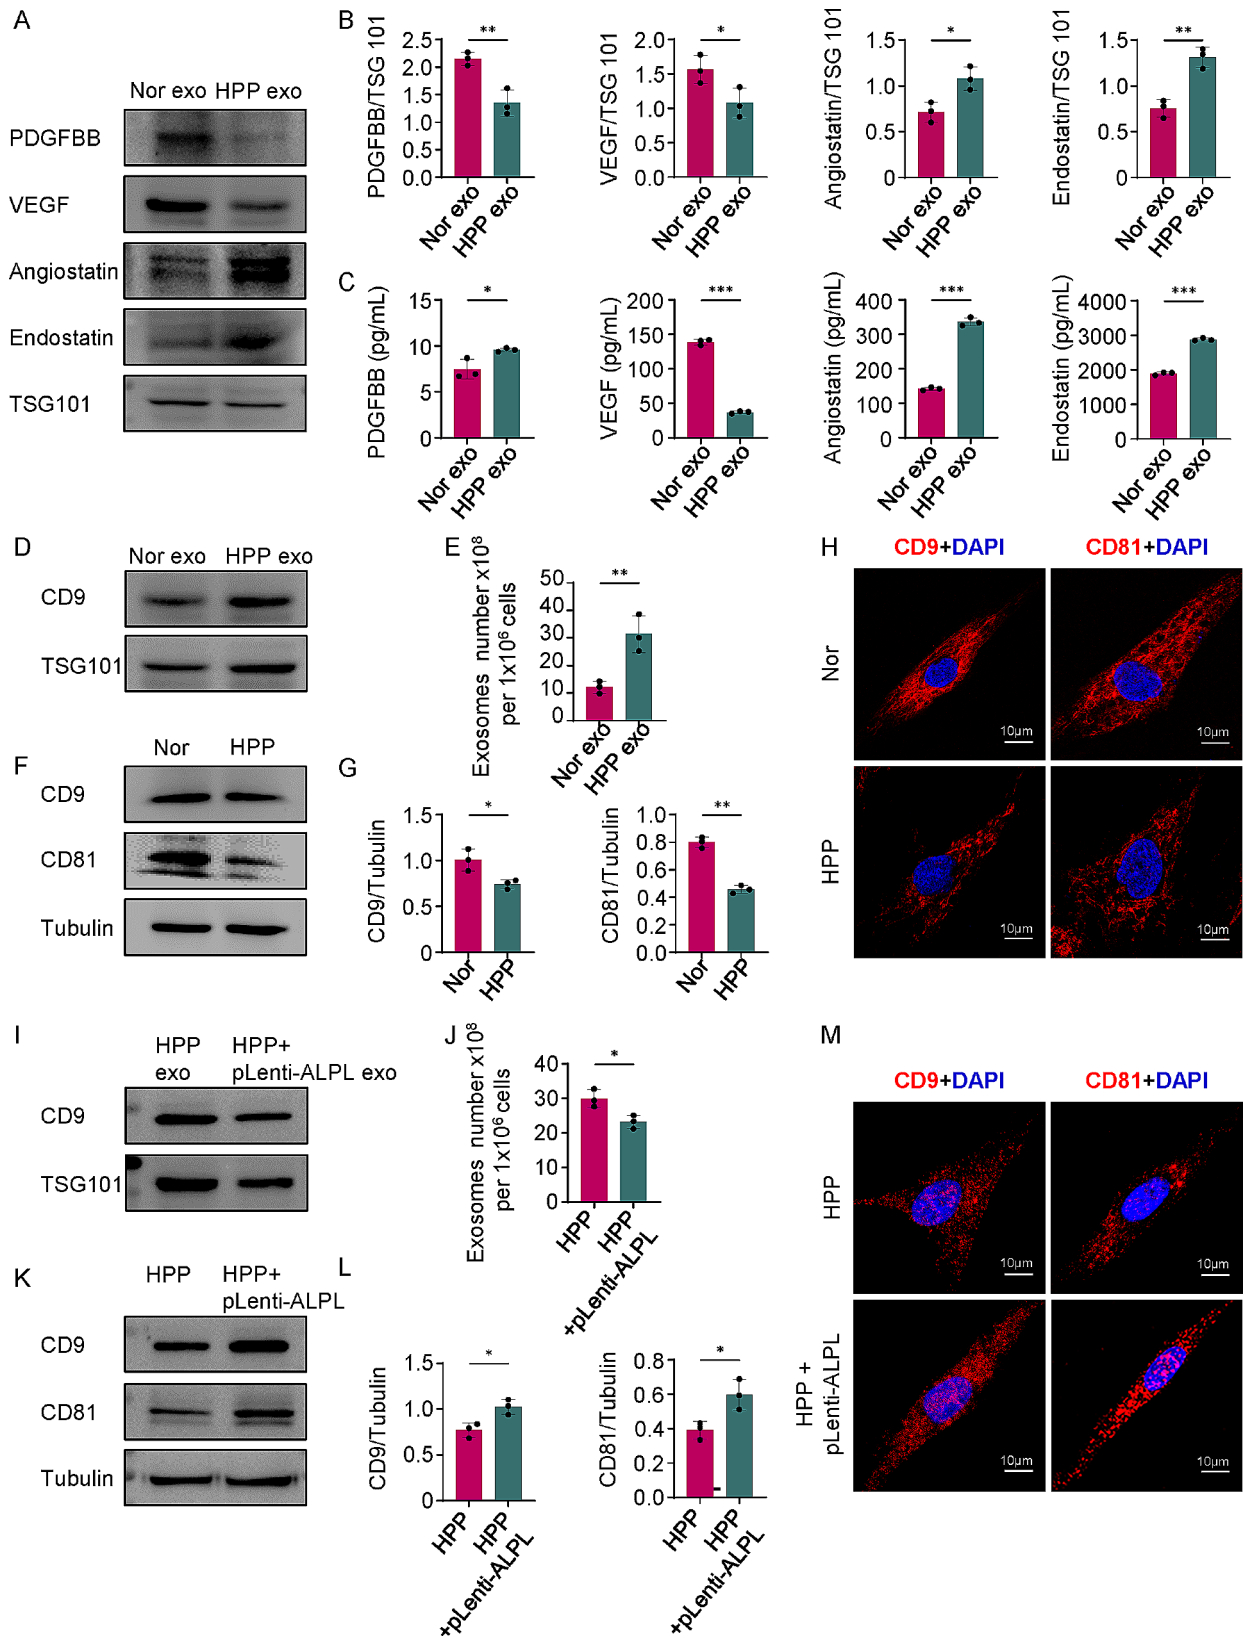 A
Nor exo HPP exo
PDGFBB
VEGF
Angiostatin
Endostatin
TSG101
B
PDGFBB/TSG 101
2.5
2.0
1.5
1.0
0.5
0.0
**
Nor exo
HPP exo
VEGF/TSG 101
2.0
1.5
1.0
0.5
0.0
*
Nor exo
HPP exo
Angiostatin/TSG 101
1.5
1.0
0.5
0
*
Nor exo
HPP exo
Endostatin/TSG 101
1.5
1.0
0.5
0
**
Nor exo
HPP exo
C
PDGFBB (pg/mL)
15
10
5
0
*
Nor exo
HPP exo
VEGF (pg/mL)
200
150
100
50
0
***
Nor exo
HPP exo
Angiostatin (pg/mL)
400
300
200
100
0
***
Nor exo
HPP exo
Endostatin (pg/mL)
4000
3000
2000
1000
0
***
Nor exo
HPP exo
D
Nor exo HPP exo
CD9
TSG101
E
Exosomes number x10⁸
per 1x10⁶ cells
50
40
30
20
10
0
**
Nor exo
HPP exo
F
Nor HPP
CD9
CD81
Tubulin
G
CD9/Tubulin
1.5
1.0
0.5
0
*
Nor
HPP
CD81/Tubulin
1.0
0.8
0.6
0.4
0.2
0.0
**
Nor
HPP
H
CD9+DAPI CD81+DAPI
Nor
10μm 10μm
HPP
10μm 10μm
I
HPP HPP+
exo pLenti-ALPL exo
CD9
TSG101
J
Exosomes number x10⁸
per 1x10⁶ cells
40
30
20
10
0
*
HPP
HPP
+pLenti-ALPL
K
HPP HPP+
pLenti-ALPL
CD9
CD81
Tubulin
L
CD9/Tubulin
1.5
1.0
0.5
0
*
HPP
HPP
+pLenti-ALPL
CD81/Tubulin
0.8
0.6
0.4
0.2
0.0
*
HPP
HPP
+pLenti-ALPL
M
CD9+DAPI CD81+DAPI
HPP
10μm 10μm
HPP +
pLenti-ALPL
10μm 10μm